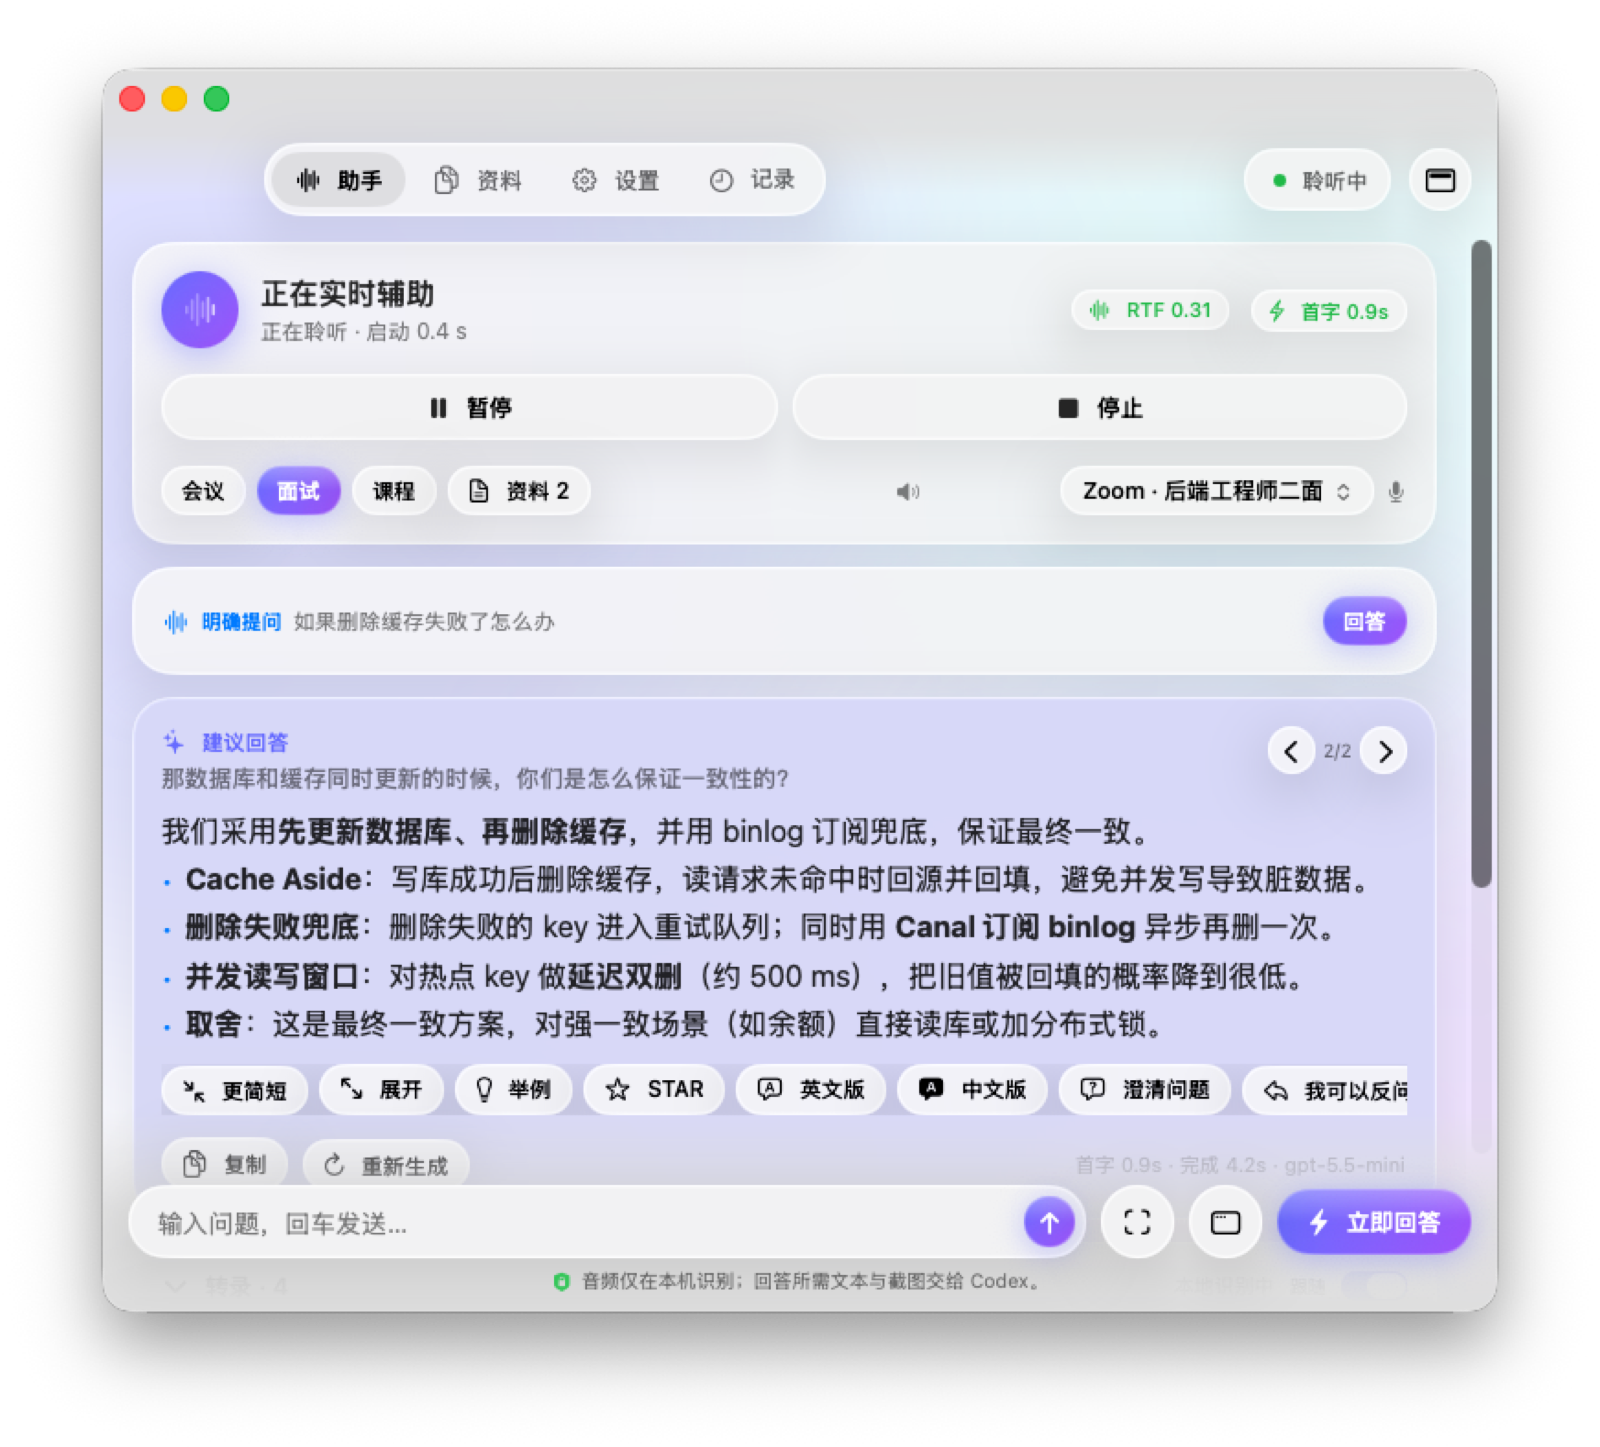 助手 资料 设置 记录 聆听中
正在实时辅助
正在聆听 · 启动 0.4 s
RTF 0.31 首字 0.9s
暂停 停止
会议 面试 课程 资料 2 Zoom · 后端工程师二面
明确提问 如果删除缓存失败了怎么办 回答
建议回答
2/2
那数据库和缓存同时更新的时候，你们是怎么保证一致性的？
我们采用先更新数据库、再删除缓存，并用 binlog 订阅兜底，保证最终一致。
· Cache Aside：写库成功后删除缓存，读请求未命中时回源并回填，避免并发写导致脏数据。
· 删除失败兜底：删除失败的 key 进入重试队列；同时用 Canal 订阅 binlog 异步再删一次。
· 并发读写窗口：对热点 key 做延迟双删（约 500 ms），把旧值被回填的概率降到很低。
· 取舍：这是最终一致方案，对强一致场景（如余额）直接读库或加分布式锁。
更简短 展开 举例 STAR 英文版 中文版 澄清问题 我可以反问
复制 重新生成 首字 0.9s · 完成 4.2s · gpt-5.5-mini
输入问题，回车发送... 立即回答
转录 · 4
音频仅在本机识别；回答所需文本与截图交给 Codex。